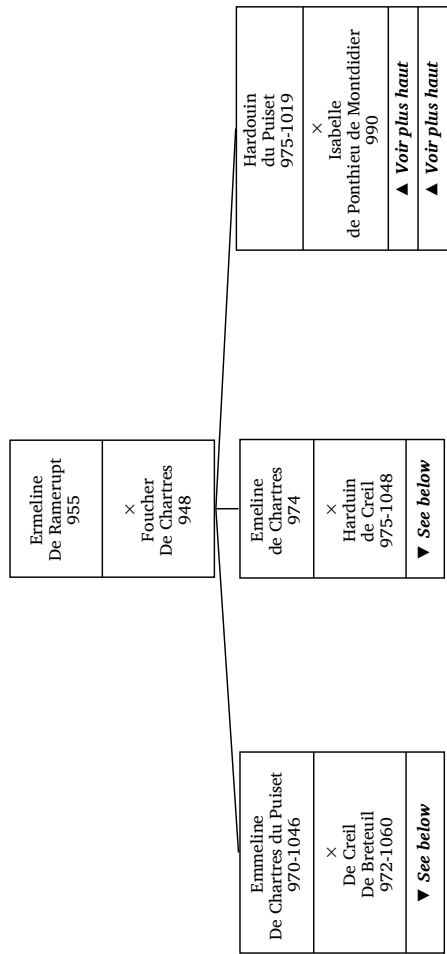 Ermeline
De Ramerupt
955
×
Foucher
De Chartres
948
Emmeline
De Chartres du Puiset
970-1046
×
De Creil
De Breteuil
972-1060
▼ See below
Emeline
de Chartres
974
×
Harduin
de Creil
975-1048
▼ See below
Hardouin
du Puiset
975-1019
×
Isabelle
de Ponthieu de Montdidier
990
▲ Voir plus haut
▲ Voir plus haut